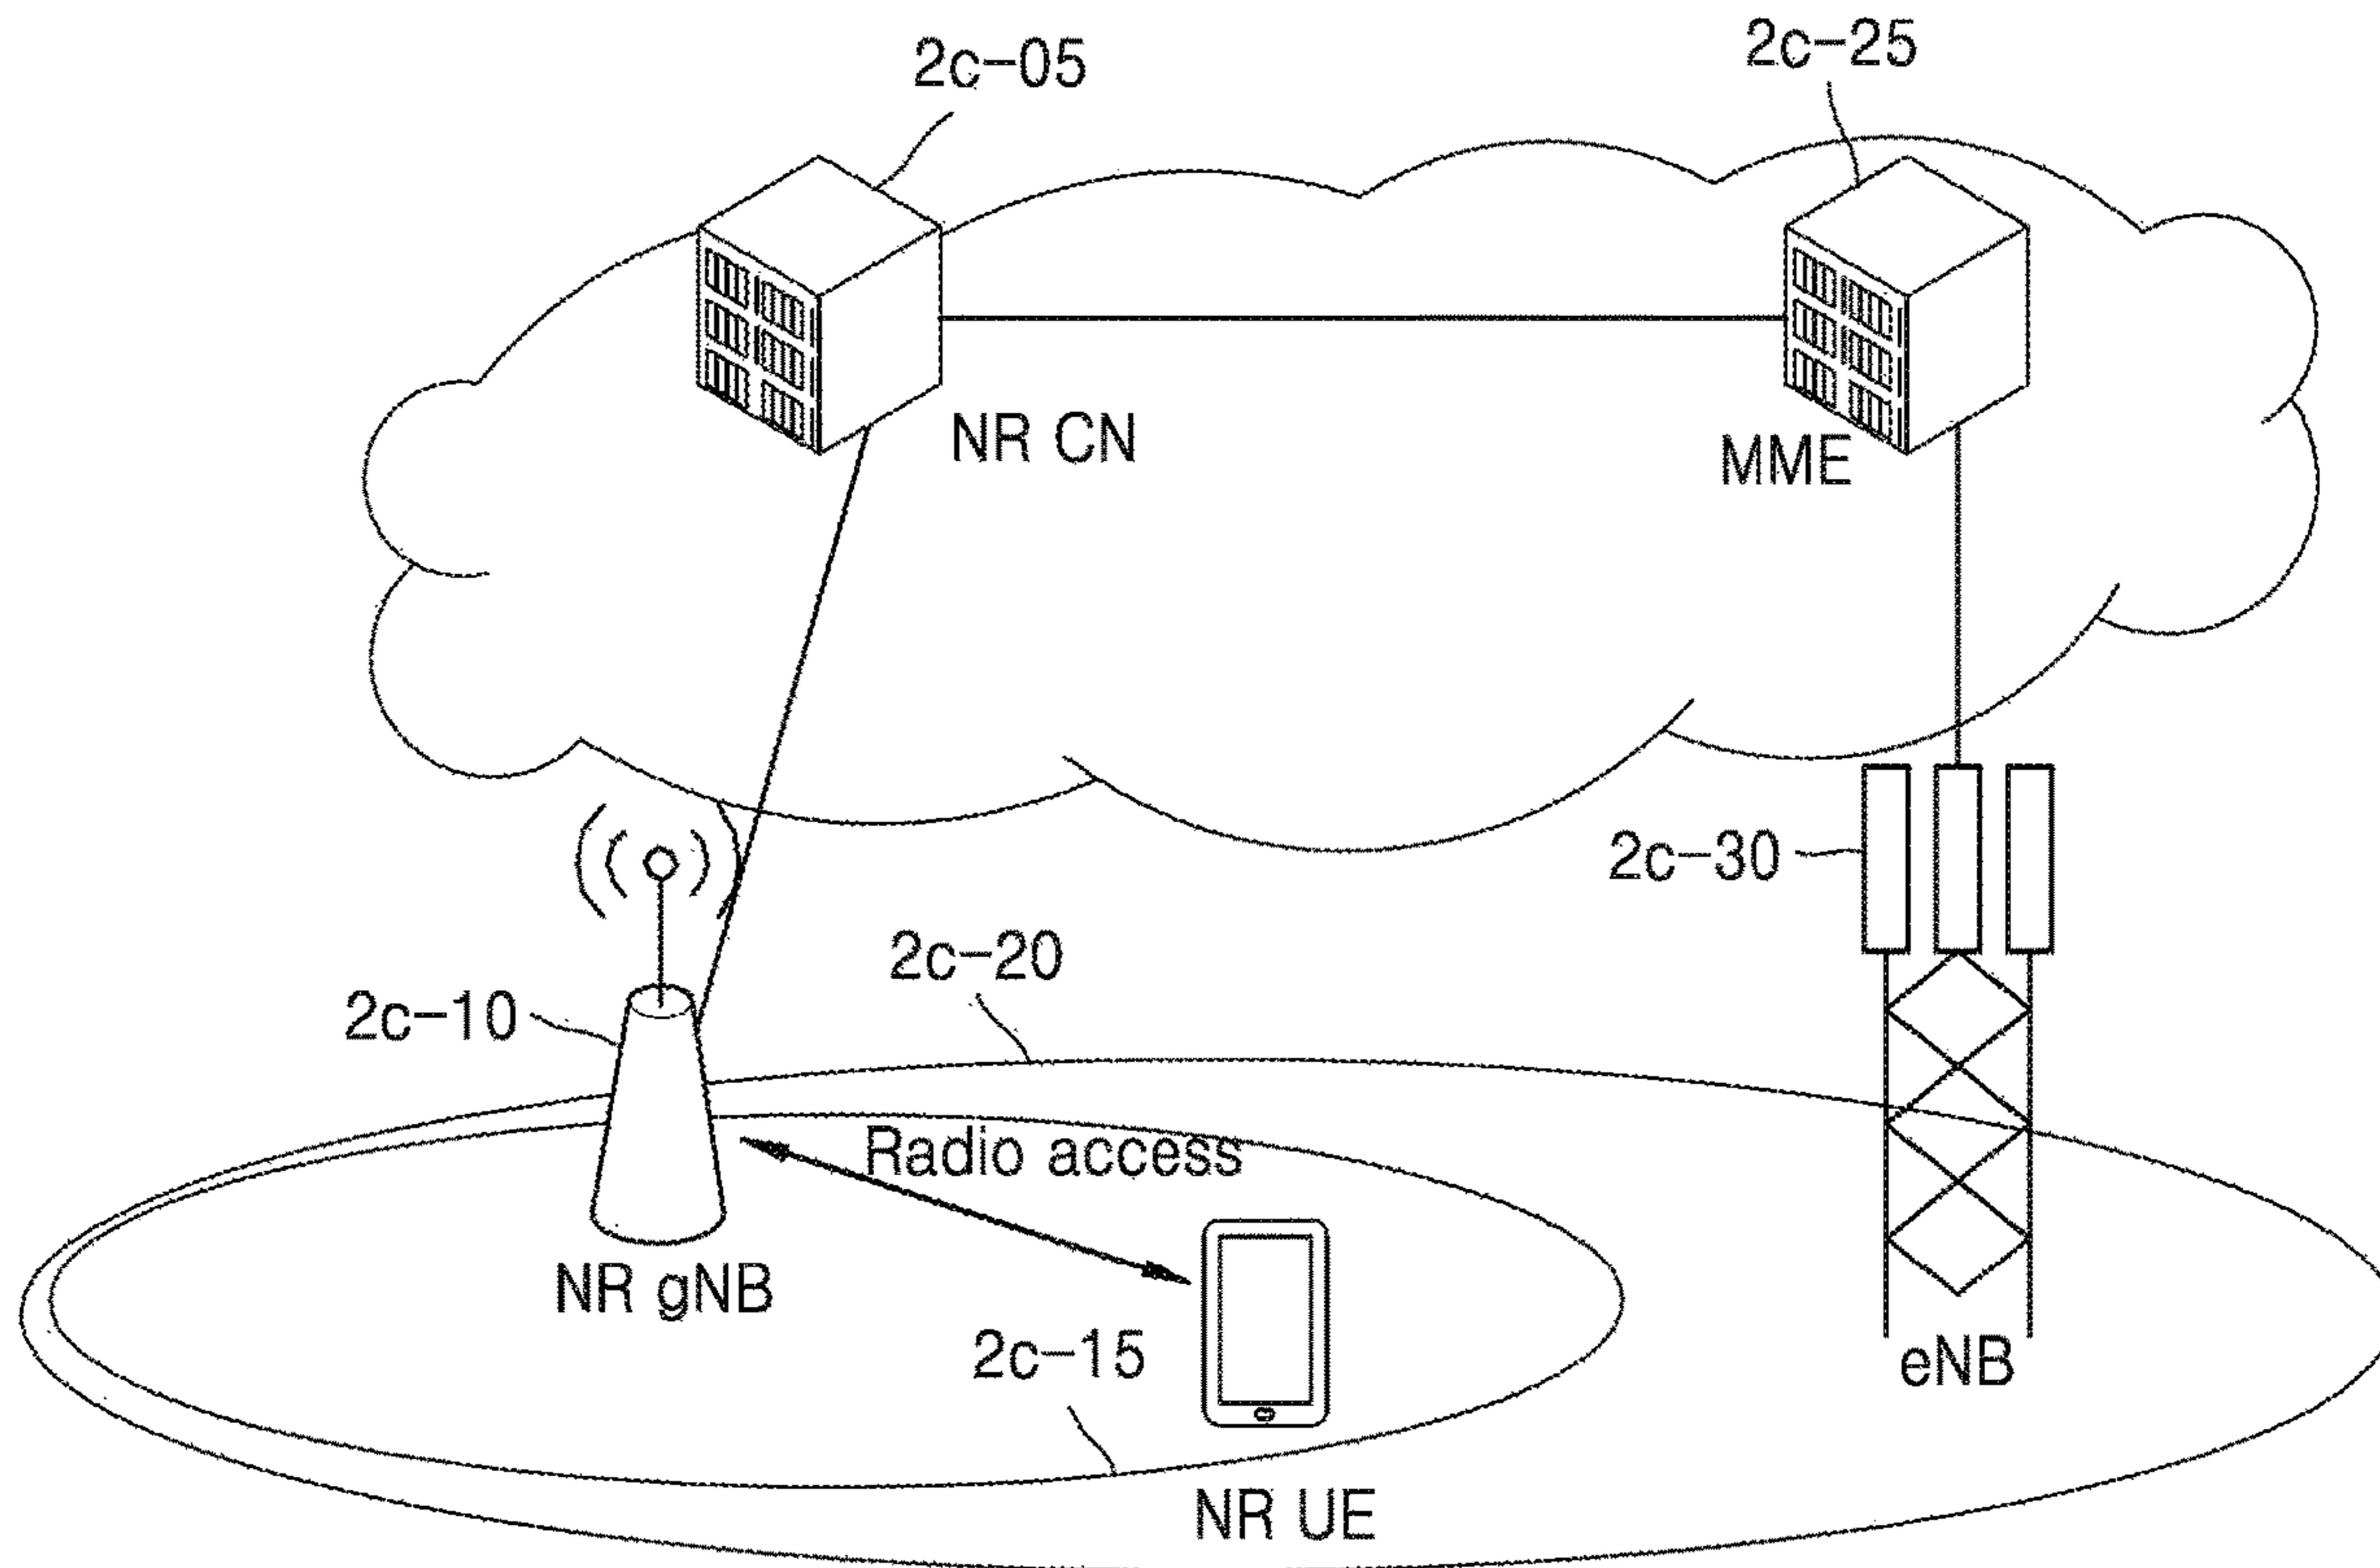 2c-05
2c-25
NR CN
MME
2c-30
2c-20
2c-10
Radio access
NR gNB
2c-15
eNB
NR UE